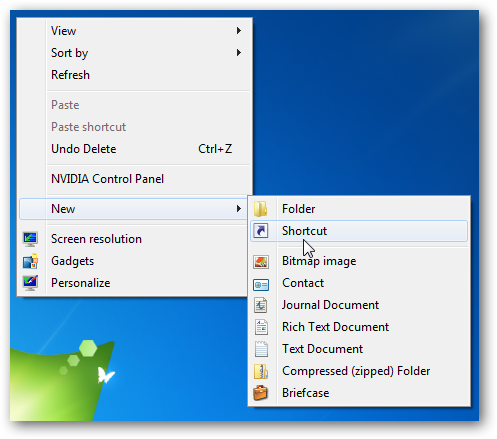 View
Sort by
Refresh
Paste
Paste shortcut
Undo Delete Ctrl+Z
NVIDIA Control Panel
New
Screen resolution
Gadgets
Personalize
Folder
Shortcut
Bitmap image
Contact
Journal Document
Rich Text Document
Text Document
Compressed (zipped) Folder
Briefcase